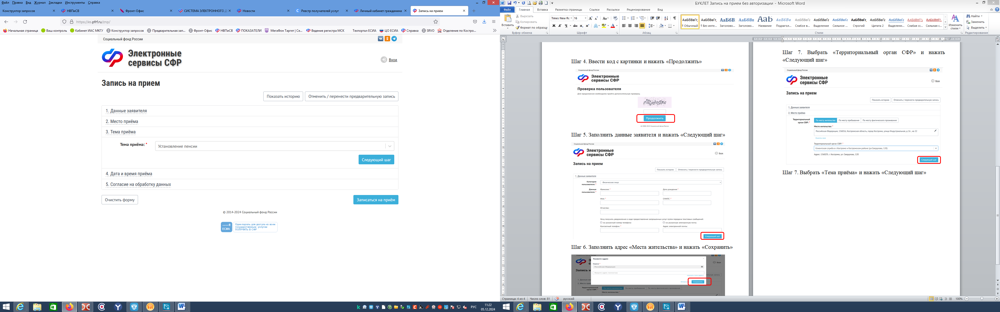 Файл Правка Вид Журнал Закладки Инструменты Справка
Конструктор запросов
НВПиСВ
Фронт-Офис
СИСТЕМА ЭЛЕКТРОННОГО Д
Новости
Реестр получателей услуг
Личный кабинет гражданина
Запись на прием
https://es.pfrf.ru/znp/
Начальная страница Ваш контроль Кабинет ИАС МКГУ Конструктор запросов Предварительная зап... Фронт-Офис НВПиСВ ПОКАЗАТЕЛИ МегаФон Таргет | Се... Ведение регистра МСК Техпортал ЕСИА ЦО ЕСИА Справка SRVO Отделение по Костро...
Социальный фонд России
Электронные
сервисы СФР
Вход
Запись на прием
Показать историю
Отменить / перенести предварительную запись
1. Данные заявителя
2. Место приёма
3. Тема приёма
Тема приёма: *
Установление пенсии
Следующий шаг
4. Дата и время приёма
5. Согласие на обработку данных
Очистить форму
Записаться на приём
© 2014-2024 Социальный фонд России
ЕСИА
Один пароль для доступа ко всем
государственным услугам
ПОЛУЧИТЬ В СФР
РУС
11:22
05.12.2024
БУКЛЕТ Запись на прием без авторизации - Microsoft Word
Файл Главная Вставка Разметка страницы Ссылки Рассылки Рецензирование Вид
Вставить
Вырезать
Копировать
Формат по образцу
Буфер обмена
Times New Rc 16
Шрифт
Абзац
АаБбВвГг, АаБбВвГг, АаБбВ АаБбВв АаБ АаБбВв. АаБбВвГг АаБбВвГг АаБбВвГг АаБбВвГг АаБбВвГг АаБбВвГг ААББВВГГ ААББВВГГ
¶ Обычный ¶ Без инте... Заголово... Заголово... Название Подзагол... Слабое в... Выделение Сильное ... Строгий Цитата 2 Выделенн... Слабая сс... Сильная с...
Стили
Изменить
стили
Найти
Заменить
Выделить
Редактирование
Шаг 4. Ввести код с картинки и нажать «Продолжить»
Социальный фонд России
Электронные
сервисы СФР
Проверка пользователя
Для продолжения необходимо пройти дополнительную проверку.
Продолжить
Шаг 5. Заполнить данные заявителя и нажать «Следующий шаг»
Социальный фонд России
Электронные
сервисы СФР
Вход
Запись на прием
Показать историю
Отменить / перенести предварительную запись
1. Данные заявителя
Категория
пользователя: *
Физическое лицо
Данные
пользователя: *
Фамилия: *
Дата рождения *
Имя: *
СНИЛС: *
Отчество:
Хочу получать уведомления о ходе предоставления запрошенных услуг путем передачи текстовых сообщений:
на указанный номер телефона
на указанную электронную почту
Контактный телефон: *
Адрес электронной почты:
Следующий шаг
Шаг 6. Заполнить адрес «Места жительства» и нажать «Сохранить»
Укажите адрес
Страна *
Российская Федерация
Введите адрес полностью
Сохранить
Шаг 7. Выбрать «Территориальный орган СФР» и нажать
«Следующий шаг»
Социальный фонд России
Электронные
сервисы СФР
Вход
Запись на прием
Показать историю
Отменить / перенести предварительную запись
1. Данные заявителя
2. Место приёма
Территориальный
орган СФР: *
По месту жительства
По месту пребывания
По месту фактического проживания
Место жительства: *
Российская Федерация, 156016, Костромская область, город Кострома, улица Индустриальная, д 16 , кв 22
Территориальный орган СФР: *
Клиентская служба в г.Костроме и Костромском районе (ул.Свердлова, 120)
Адрес: 156029, г. Кострома, ул. Свердлова, 120
Следующий шаг
Шаг 7. Выбрать «Тема приёма» и нажать «Следующий шаг»
Страница: 4 из 4
Число слов: 81
русский
100%